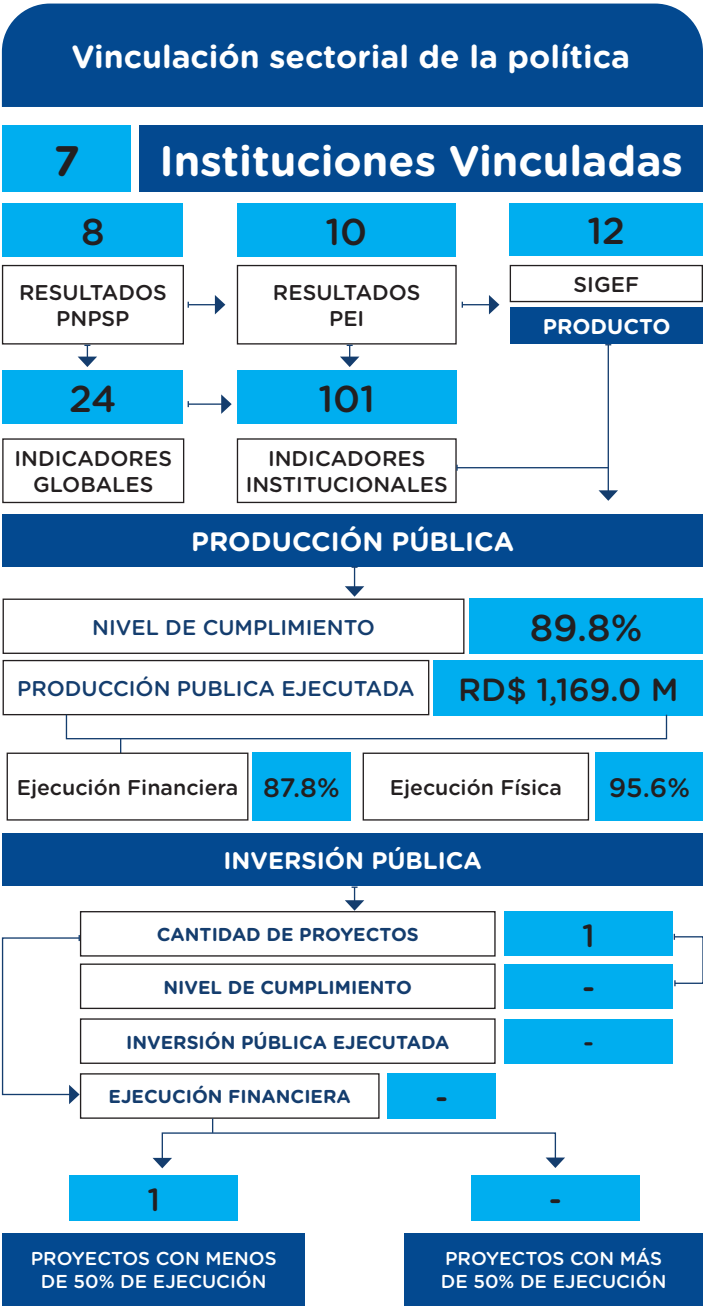 Vinculación sectorial de la política
7
Instituciones Vinculadas
8
10
12
RESULTADOS
PNPSP
RESULTADOS
PEI
SIGEF
PRODUCTO
24
101
INDICADORES
GLOBALES
INDICADORES
INSTITUCIONALES
PRODUCCIÓN PÚBLICA
NIVEL DE CUMPLIMIENTO
89.8%
PRODUCCIÓN PUBLICA EJECUTADA
RD$ 1,169.0 M
Ejecución Financiera
87.8%
Ejecución Física
95.6%
INVERSIÓN PÚBLICA
CANTIDAD DE PROYECTOS
1
NIVEL DE CUMPLIMIENTO
-
INVERSIÓN PÚBLICA EJECUTADA
-
EJECUCIÓN FINANCIERA
-
1
-
PROYECTOS CON MENOS
DE 50% DE EJECUCIÓN
PROYECTOS CON MÁS
DE 50% DE EJECUCIÓN